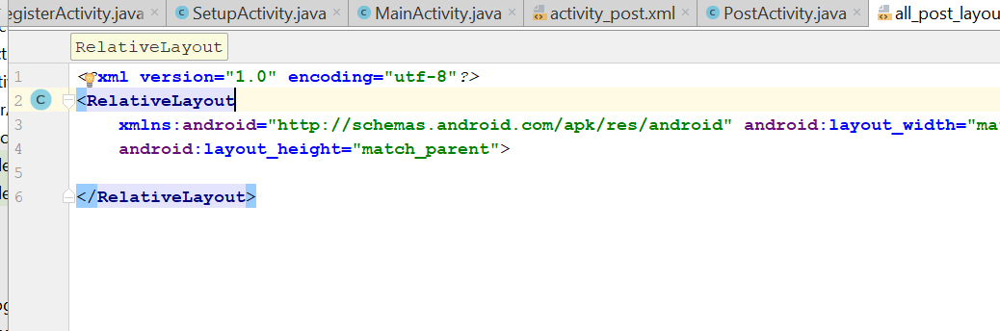 egisterActivity.java SetupActivity.java MainActivity.java activity_post.xml PostActivity.java all_post_layou
RelativeLayout
1 <?xml version="1.0" encoding="utf-8"?>
2 C <RelativeLayout
3 xmlns:android="http://schemas.android.com/apk/res/android" android:layout_width="ma
4 android:layout_height="match_parent">
5
6 </RelativeLayout>